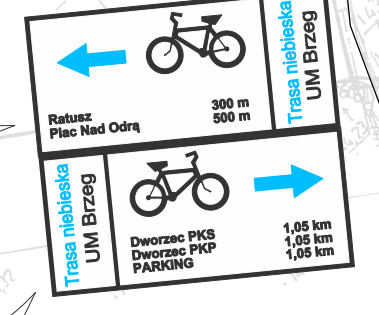 Ratusz 300 m
Plac Nad Odrą 500 m
Trasa niebieska
UM Brzeg
Trasa niebieska
UM Brzeg
Dworzec PKS 1,05 km
Dworzec PKP 1,05 km
PARKING 1,05 km